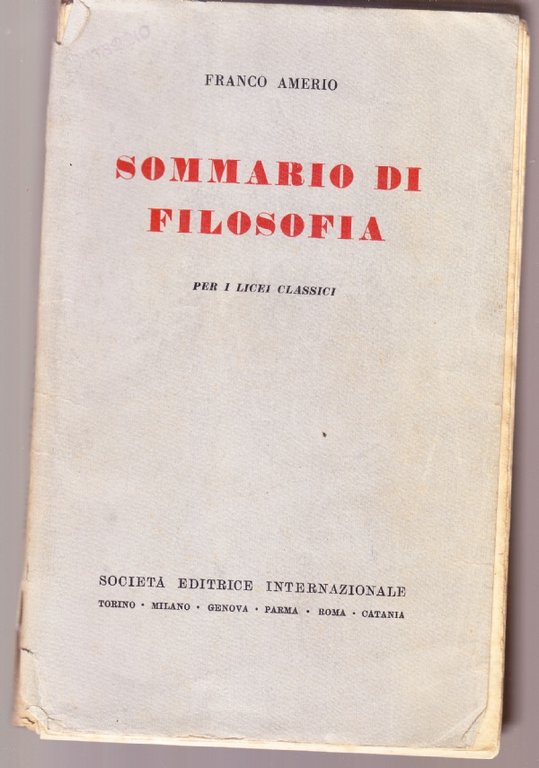 FRANCO AMERIO
SOMMARIO DI
FILOSOFIA
PER I LICEI CLASSICI
SOCIETÀ EDITRICE INTERNAZIONALE
TORINO · MILANO · GENOVA · PARMA · ROMA · CATANIA